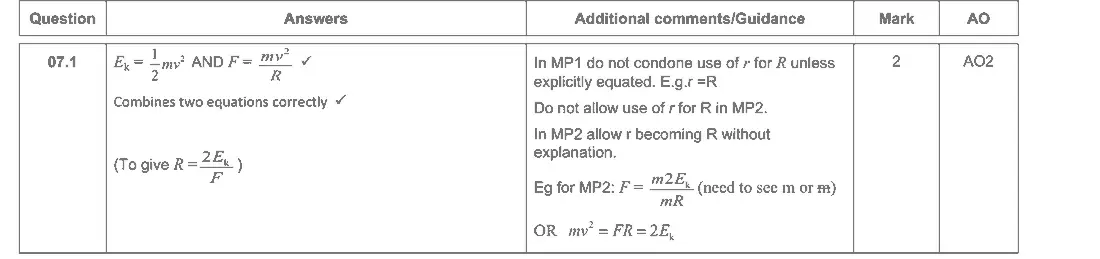 Question Answers Additional comments/Guidance Mark AO
07.1 Eₖ = 1/2 mv² AND F = mv²/R ✓ In MP1 do not condone use of r for R unless 2 AO2
explicitly equated. E.g.r =R
Combines two equations correctly ✓ Do not allow use of r for R in MP2.
In MP2 allow r becoming R without
explanation.
(To give R = 2Eₖ/F )
Eg for MP2: F = m2Eₖ/mR (need to see m or m̶)
OR mv² = FR = 2Eₖ